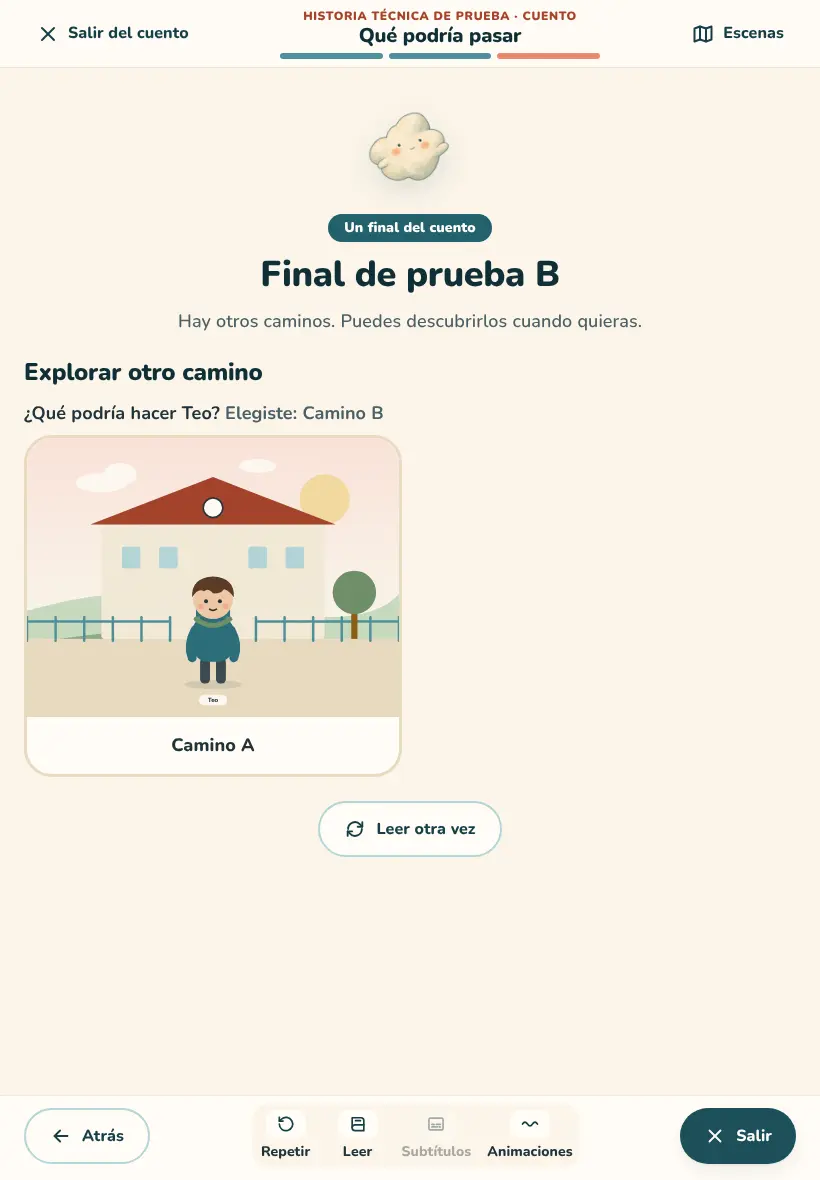 Salir del cuento
HISTORIA TÉCNICA DE PRUEBA · CUENTO
Qué podría pasar
Escenas
Un final del cuento
Final de prueba B
Hay otros caminos. Puedes descubrirlos cuando quieras.
Explorar otro camino
¿Qué podría hacer Teo? Elegiste: Camino B
Teo
Camino A
Leer otra vez
Atrás
Repetir
Leer
Subtítulos
Animaciones
Salir